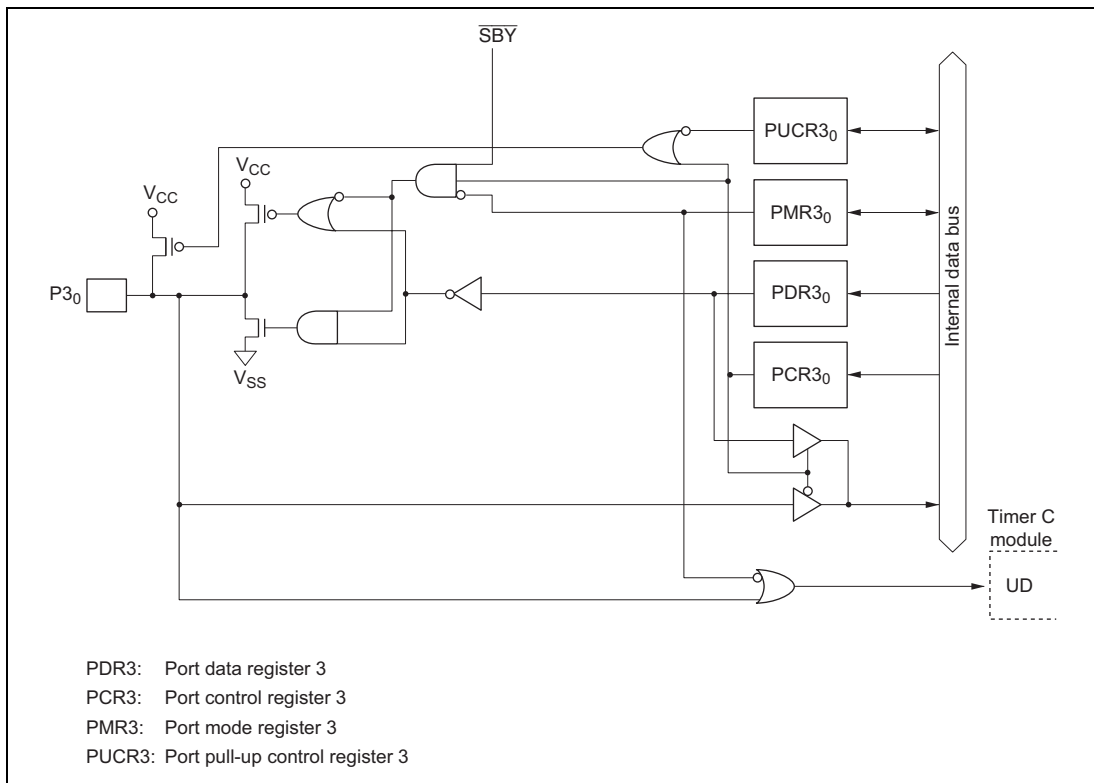 SBY
PUCR3₀
V_CC
V_CC
PMR3₀
P3₀
PDR3₀
Internal data bus
V_SS
PCR3₀
Timer C
module
UD
PDR3: Port data register 3
PCR3: Port control register 3
PMR3: Port mode register 3
PUCR3: Port pull-up control register 3